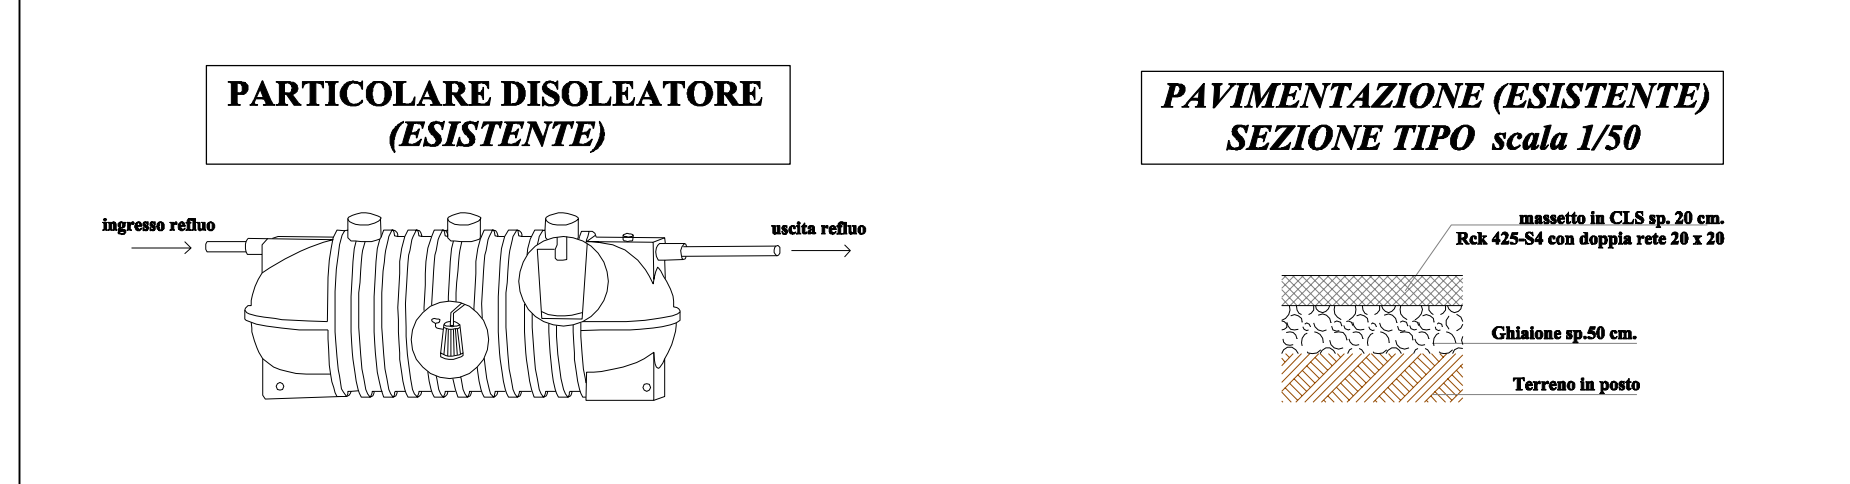 PARTICOLARE DISOLEATORE
(ESISTENTE)
ingresso refluo
uscita refluo
PAVIMENTAZIONE (ESISTENTE)
SEZIONE TIPO scala 1/50
massetto in CLS sp. 20 cm.
Rck 425-S4 con doppia rete 20 x 20
Ghiaione sp.50 cm.
Terreno in posto